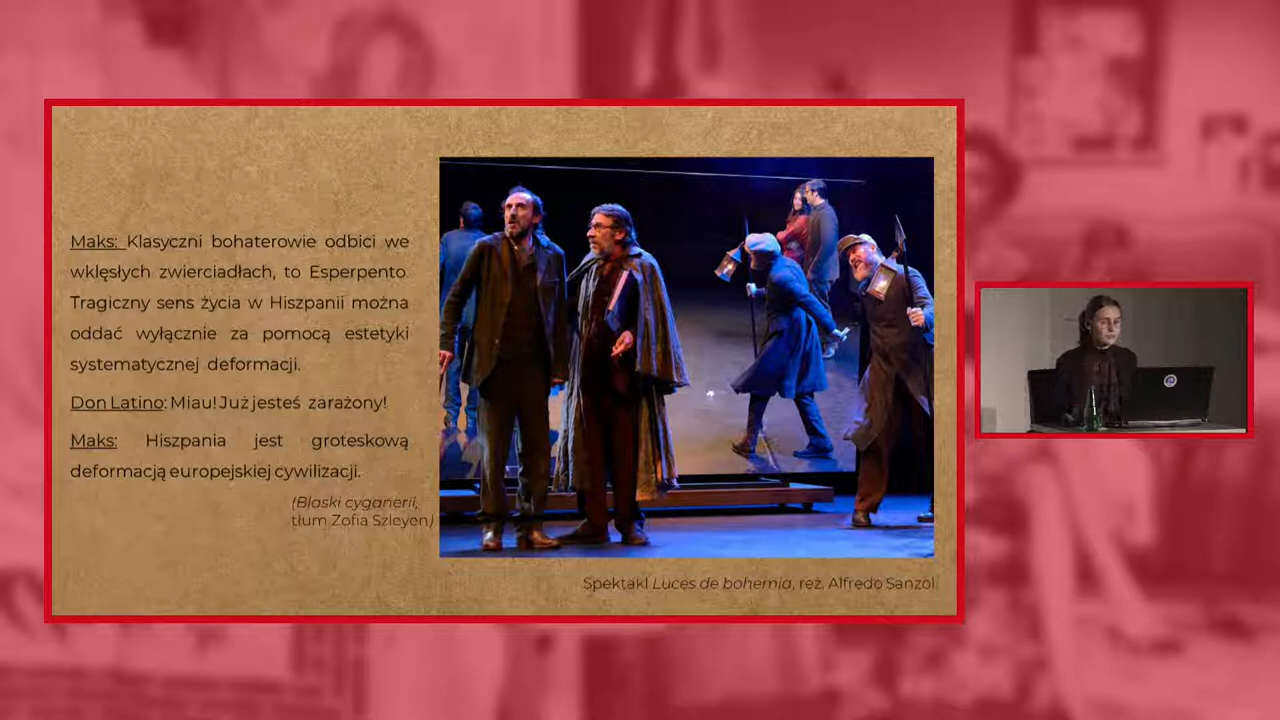 Maks: Klasyczni bohaterowie odbici we
wklęsłych zwierciadłach, to Esperpento.
Tragiczny sens życia w Hiszpanii można
oddać wyłącznie za pomocą estetyki
systematycznej deformacji.
Don Latino: Miau! Już jesteś zarażony!
Maks: Hiszpania jest groteskową
deformacją europejskiej cywilizacji.
(Blaski cyganerii,
tłum Zofia Szleyen)
Spektakl Luces de bohemia, reż. Alfredo Sanzol